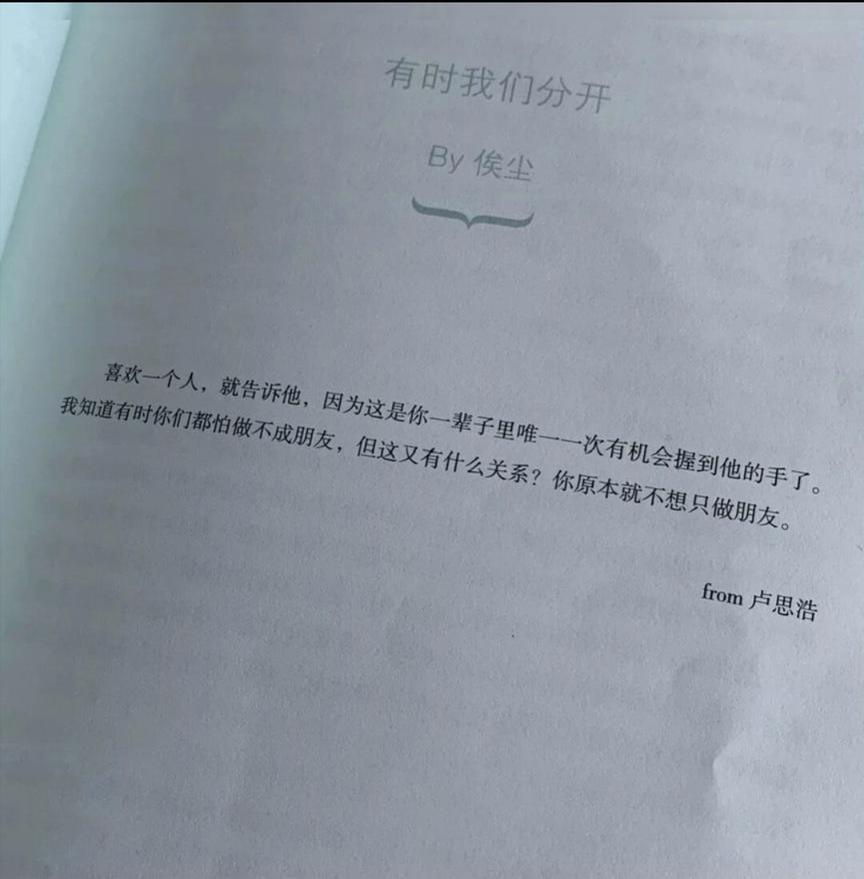 有时我们分开
By 俟尘
喜欢一个人，就告诉他，因为这是你一辈子里唯一一次有机会握到他的手了。
我知道有时你们都怕做不成朋友，但这又有什么关系？你原本就不想只做朋友。
from 卢思浩